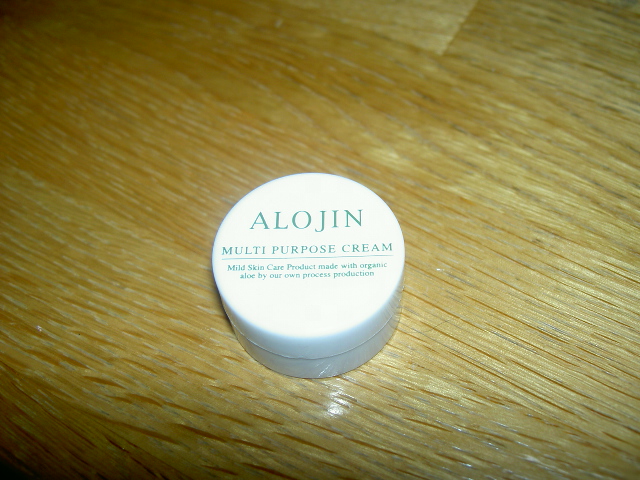 ALOJIN
MULTI PURPOSE CREAM
Mild Skin Care Product made with organic
aloe by our own process production